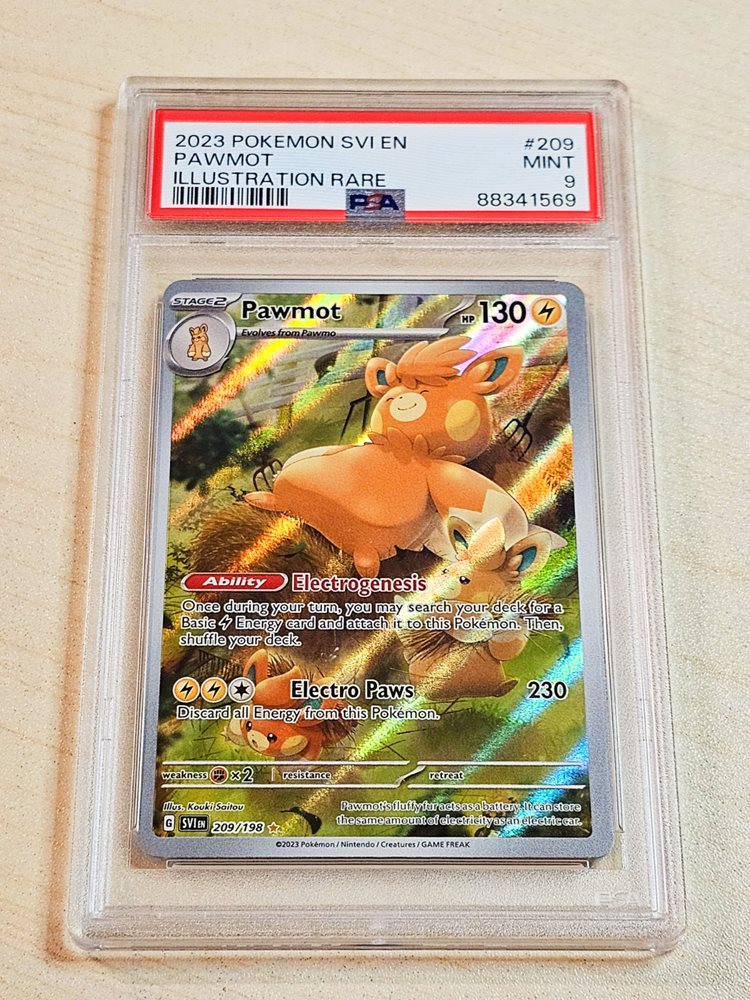 2023 POKEMON SVI EN #209
PAWMOT MINT
ILLUSTRATION RARE 9
PSA 88341569
STAGE2 Pawmot HP 130
Evolves from Pawmo
Ability Electrogenesis
Once during your turn, you may search your deck for a
Basic Energy card and attach it to this Pokémon. Then,
shuffle your deck.
Electro Paws 230
Discard all Energy from this Pokémon.
weakness ×2 resistance retreat
Illus. Kouki Saitou
Pawmot's fluffy fur acts as a battery. It can store
the same amount of electricity as an electric car.
G SVI EN 209/198
©2023 Pokémon / Nintendo / Creatures / GAME FREAK